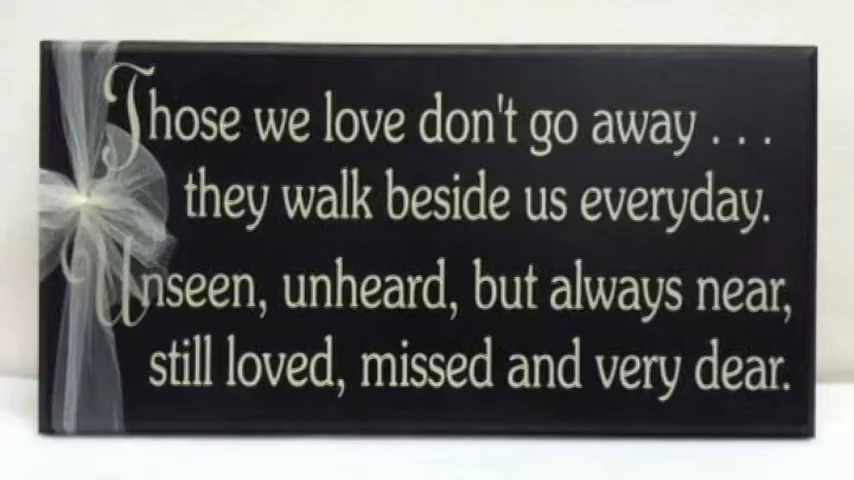 Those we love don't go away . . .
they walk beside us everyday.
Unseen, unheard, but always near,
still loved, missed and very dear.